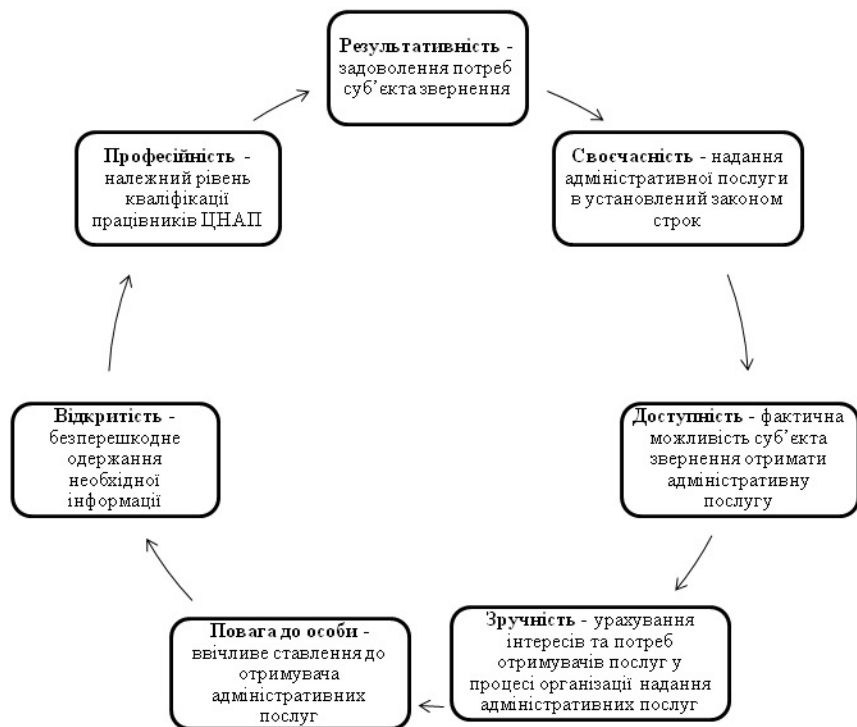 Результативність -
задоволення потреб
суб’єкта звернення
Своєчасність - надання
адміністративної послуги
в установлений законом
строк
Доступність - фактична
можливість суб’єкта
звернення отримати
адміністративну
послугу
Зручність - урахування
інтересів та потреб
отримувачів послуг у
процесі організації надання
адміністративних послуг
Повага до особи -
ввічливе ставлення до
отримувача
адміністративних
послуг
Відкритість -
безперешкодне
одержання
необхідної
інформації
Професійність -
належний рівень
кваліфікації
працівників ЦНАП